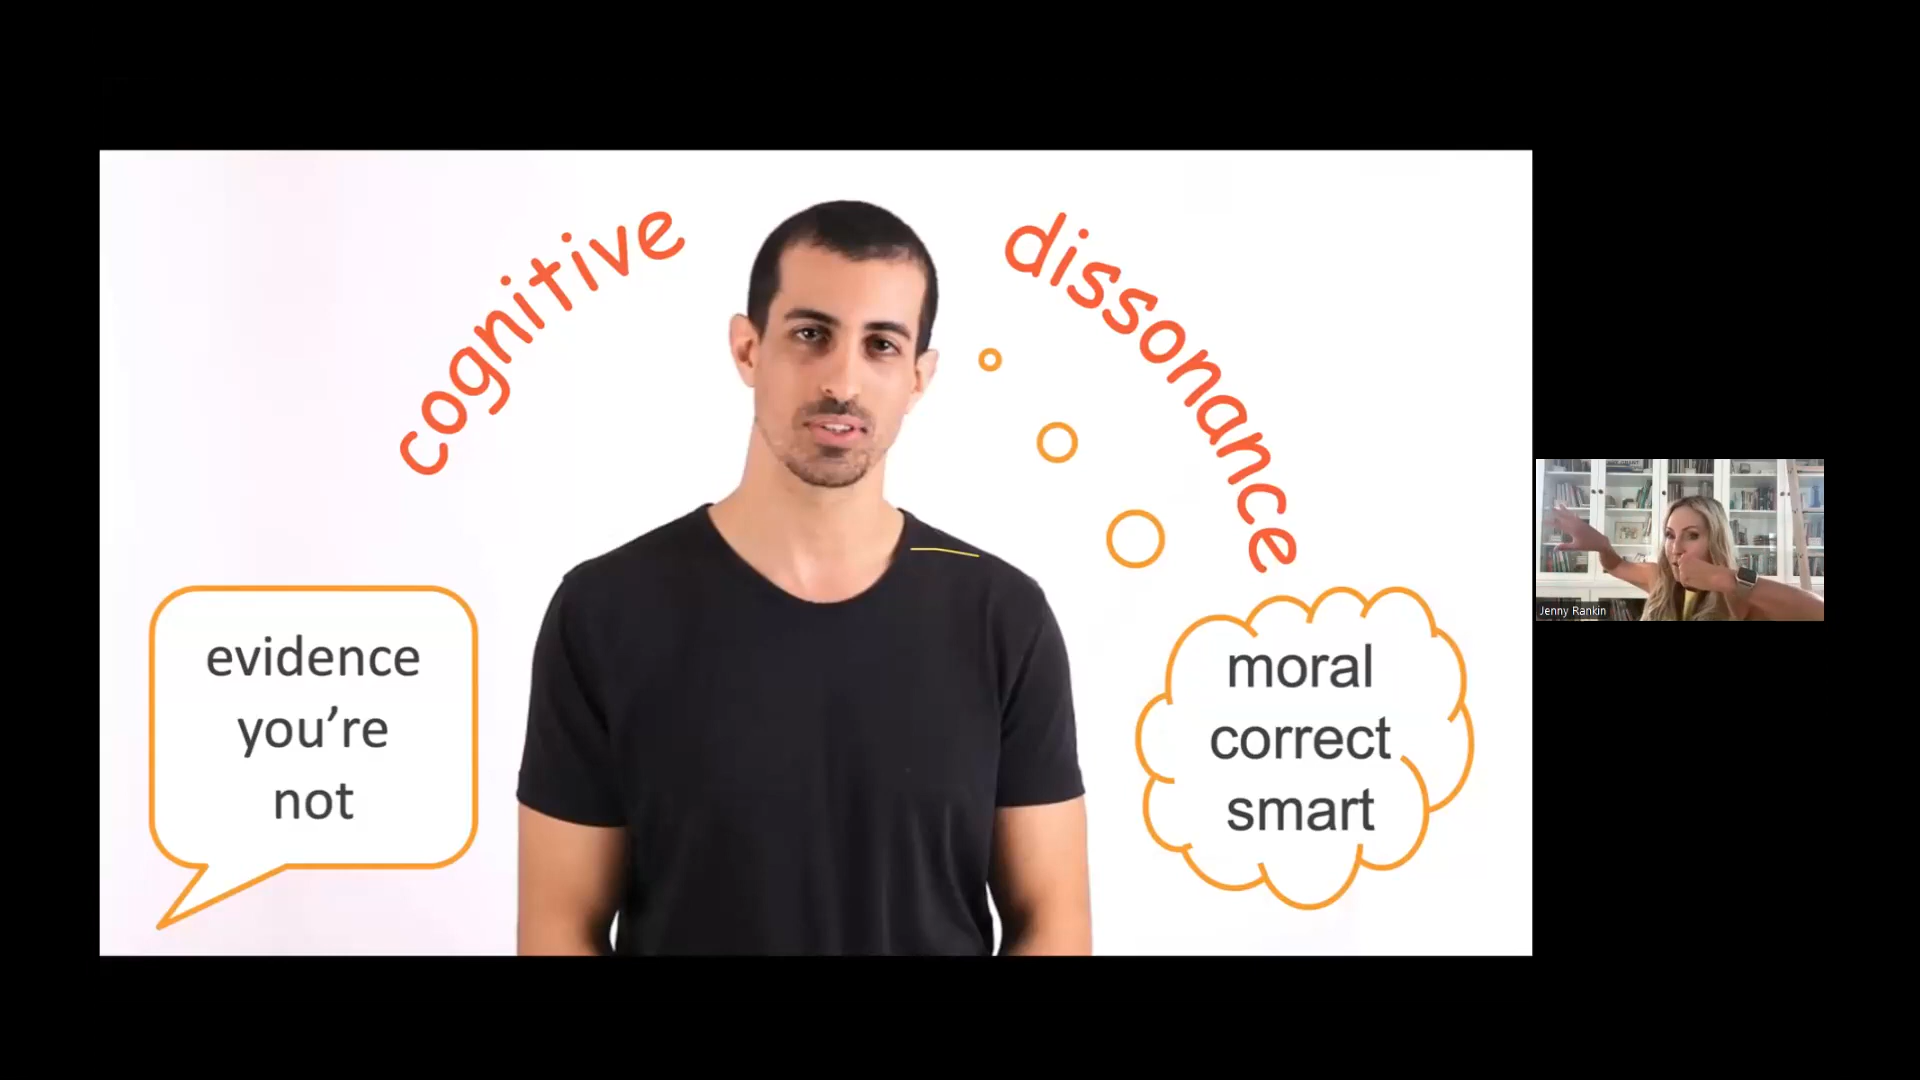 cognitive dissonance
evidence
you’re
not
moral
correct
smart
Jenny Rankin